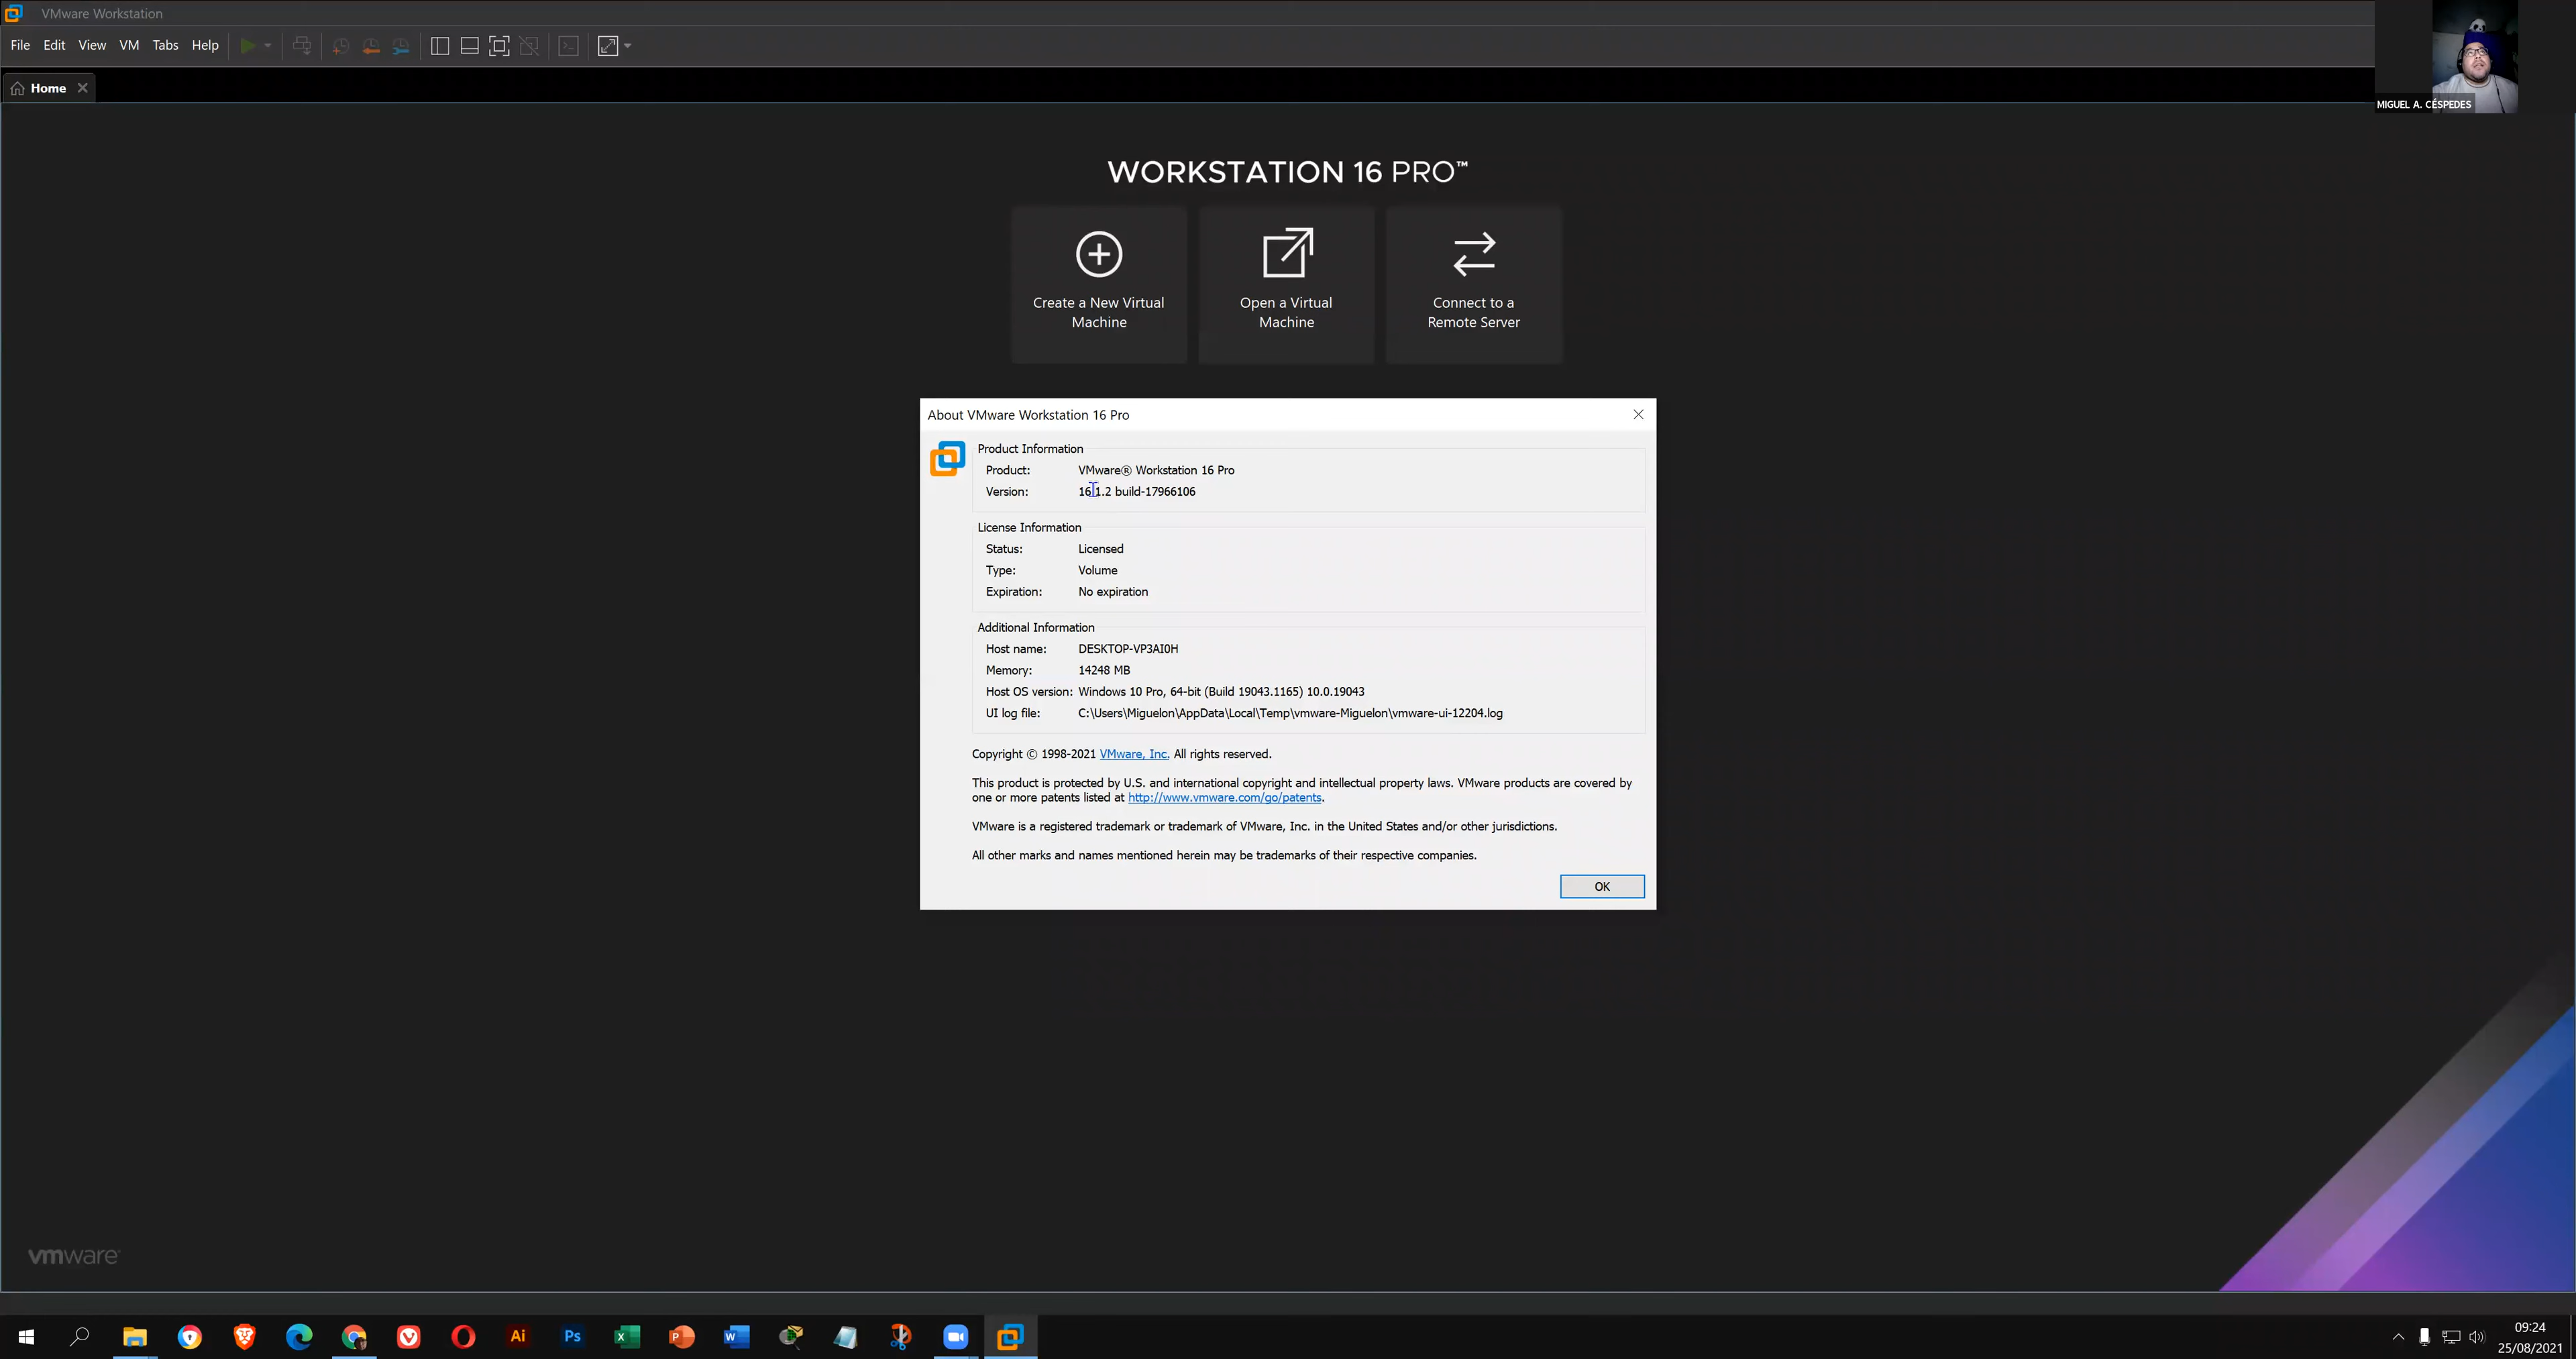 VMware Workstation
File Edit View VM Tabs Help
Home
MIGUEL A. CÉSPEDES
WORKSTATION 16 PRO™
Create a New Virtual
Machine
Open a Virtual
Machine
Connect to a
Remote Server
About VMware Workstation 16 Pro
Product Information
Product: VMware® Workstation 16 Pro
Version: 16.1.2 build-17966106
License Information
Status: Licensed
Type: Volume
Expiration: No expiration
Additional Information
Host name: DESKTOP-VP3AI0H
Memory: 14248 MB
Host OS version: Windows 10 Pro, 64-bit (Build 19043.1165) 10.0.19043
UI log file: C:\Users\Miguelon\AppData\Local\Temp\vmware-Miguelon\vmware-ui-12204.log
Copyright © 1998-2021 VMware, Inc. All rights reserved.
This product is protected by U.S. and international copyright and intellectual property laws. VMware products are covered by
one or more patents listed at http://www.vmware.com/go/patents.
VMware is a registered trademark or trademark of VMware, Inc. in the United States and/or other jurisdictions.
All other marks and names mentioned herein may be trademarks of their respective companies.
OK
vmware
Ai
Ps
09:24
25/08/2021